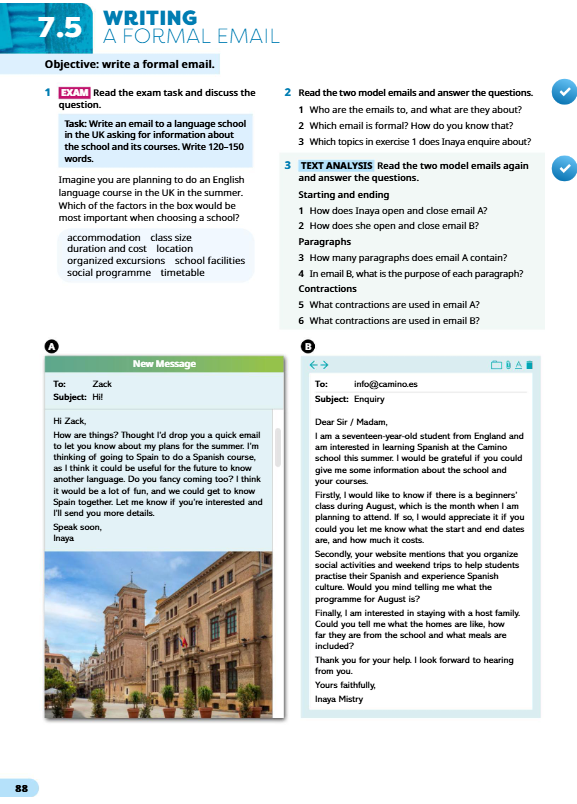 7.5
WRITING
A FORMAL EMAIL
Objective: write a formal email.
1 EXAM Read the exam task and discuss the
question.
Task: Write an email to a language school
in the UK asking for information about
the school and its courses. Write 120–150
words.
Imagine you are planning to do an English
language course in the UK in the summer.
Which of the factors in the box would be
most important when choosing a school?
accommodation class size
duration and cost location
organized excursions school facilities
social programme timetable
2 Read the two model emails and answer the questions.
1 Who are the emails to, and what are they about?
2 Which email is formal? How do you know that?
3 Which topics in exercise 1 does Inaya enquire about?
3 TEXT ANALYSIS Read the two model emails again
and answer the questions.
Starting and ending
1 How does Inaya open and close email A?
2 How does she open and close email B?
Paragraphs
3 How many paragraphs does email A contain?
4 In email B, what is the purpose of each paragraph?
Contractions
5 What contractions are used in email A?
6 What contractions are used in email B?
A
New Message
To: Zack
Subject: Hi!
Hi Zack,
How are things? Thought I'd drop you a quick email
to let you know about my plans for the summer. I'm
thinking of going to Spain to do a Spanish course,
as I think it could be useful for the future to know
another language. Do you fancy coming too? I think
it would be a lot of fun, and we could get to know
Spain together. Let me know if you're interested and
I'll send you more details.
Speak soon,
Inaya
B
To: info@camino.es
Subject: Enquiry
Dear Sir / Madam,
I am a seventeen-year-old student from England and
am interested in learning Spanish at the Camino
school this summer. I would be grateful if you could
give me some information about the school and
your courses.
Firstly, I would like to know if there is a beginners'
class during August, which is the month when I am
planning to attend. If so, I would appreciate it if you
could you let me know what the start and end dates
are, and how much it costs.
Secondly, your website mentions that you organize
social activities and weekend trips to help students
practise their Spanish and experience Spanish
culture. Would you mind telling me what the
programme for August is?
Finally, I am interested in staying with a host family.
Could you tell me what the homes are like, how
far they are from the school and what meals are
included?
Thank you for your help. I look forward to hearing
from you.
Yours faithfully,
Inaya Mistry
88